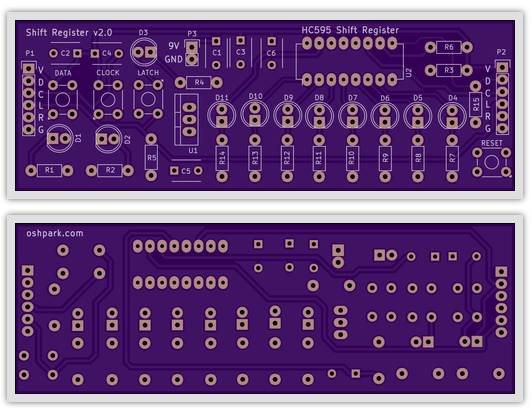 Shift Register v2.0
D3
P3
HC595 Shift Register
P1
C2
C4
9V
GND
C1
C3
C6
R6
P2
V
D
C
L
R
G
DATA
CLOCK
LATCH
R4
U2
R3
R15
V
D
C
L
R
G
D11
D10
D9
D8
D7
D6
D5
D4
D1
D2
R5
U1
R14
R13
R12
R11
R10
R9
R8
R7
RESET
R1
R2
C5
oshpark.com